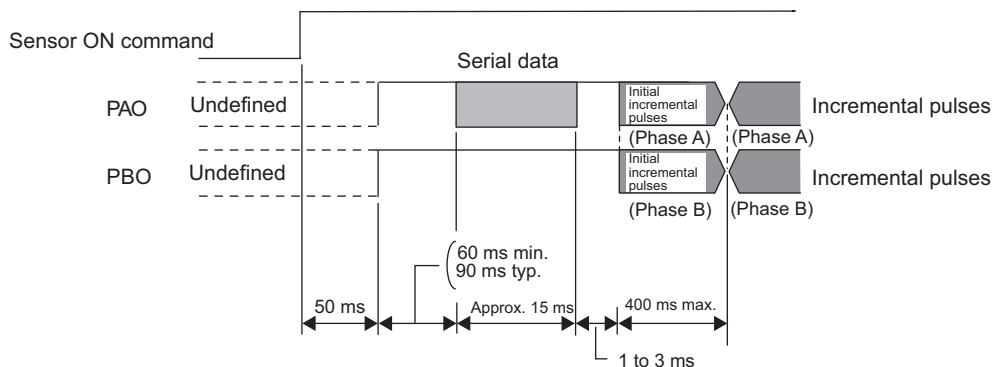 Sensor ON command
Serial data
PAO
Undefined
Initial
incremental
pulses
(Phase A)
(Phase A)
Incremental pulses
PBO
Undefined
Initial
incremental
pulses
(Phase B)
(Phase B)
Incremental pulses
60 ms min.
90 ms typ.
50 ms
Approx. 15 ms
400 ms max.
1 to 3 ms